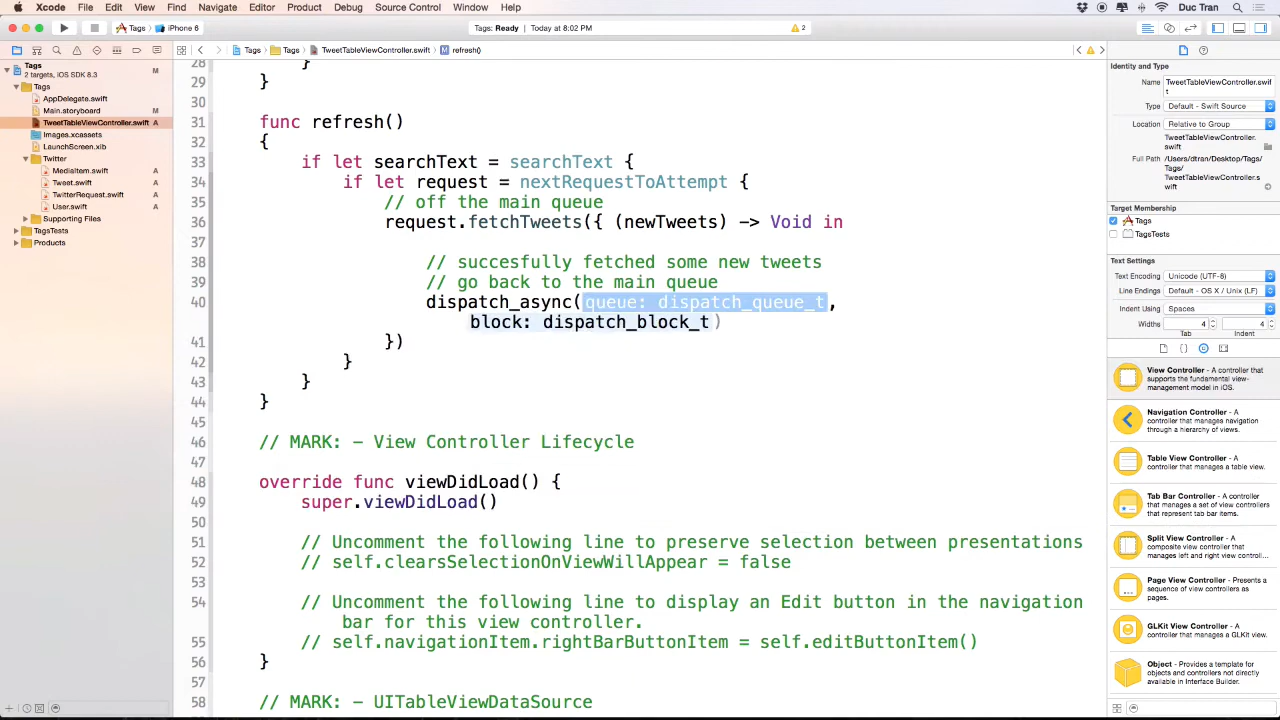 Xcode File Edit View Find Navigate Editor Product Debug Source Control Window Help Duc Tran
Tags iPhone 6 Tags: Ready Today at 8:02 PM 2
Tags Tags TweetTableViewController.swift M refresh()
Tags
2 targets, iOS SDK 8.3 M
Tags
AppDelegate.swift
Main.storyboard M
TweetTableViewController.swift A
Images.xcassets
LaunchScreen.xib
Twitter
MediaItem.swift A
Tweet.swift A
TwitterRequest.swift A
User.swift A
Supporting Files
TagsTests
Products
28 }
29 }
30
31 func refresh()
32 {
33 if let searchText = searchText {
34 if let request = nextRequestToAttempt {
35 // off the main queue
36 request.fetchTweets({ (newTweets) -> Void in
37
38 // succesfully fetched some new tweets
39 // go back to the main queue
40 dispatch_async(queue: dispatch_queue_t,
block: dispatch_block_t)
41 })
42 }
43 }
44 }
45
46 // MARK: - View Controller Lifecycle
47
48 override func viewDidLoad() {
49 super.viewDidLoad()
50
51 // Uncomment the following line to preserve selection between presentations
52 // self.clearsSelectionOnViewWillAppear = false
53
54 // Uncomment the following line to display an Edit button in the navigation
bar for this view controller.
55 // self.navigationItem.rightBarButtonItem = self.editButtonItem()
56 }
57
58 // MARK: - UITableViewDataSource
Identity and Type
Name TweetTableViewController.swif
t
Type Default - Swift Source
Location Relative to Group
TweetTableViewController.
swift
Full Path /Users/dtran/Desktop/Tags/
Tags/
TweetTableViewController.s
wift
Target Membership
Tags
TagsTests
Text Settings
Text Encoding Unicode (UTF-8)
Line Endings Default - OS X / Unix (LF)
Indent Using Spaces
Widths 4 4
Tab Indent
View Controller - A controller that
supports the fundamental view-
management model in iOS.
Navigation Controller - A
controller that manages navigation
through a hierarchy of views.
Table View Controller - A
controller that manages a table view.
Tab Bar Controller - A controller
that manages a set of view controllers
that represent tab bar items.
Split View Controller - A
composite view controller that
manages left and right view controll...
Page View Controller - Presents a
sequence of view controllers as
pages.
GLKit View Controller - A
controller that manages a GLKit view.
Object - Provides a template for
objects and controllers not directly
available in Interface Builder.